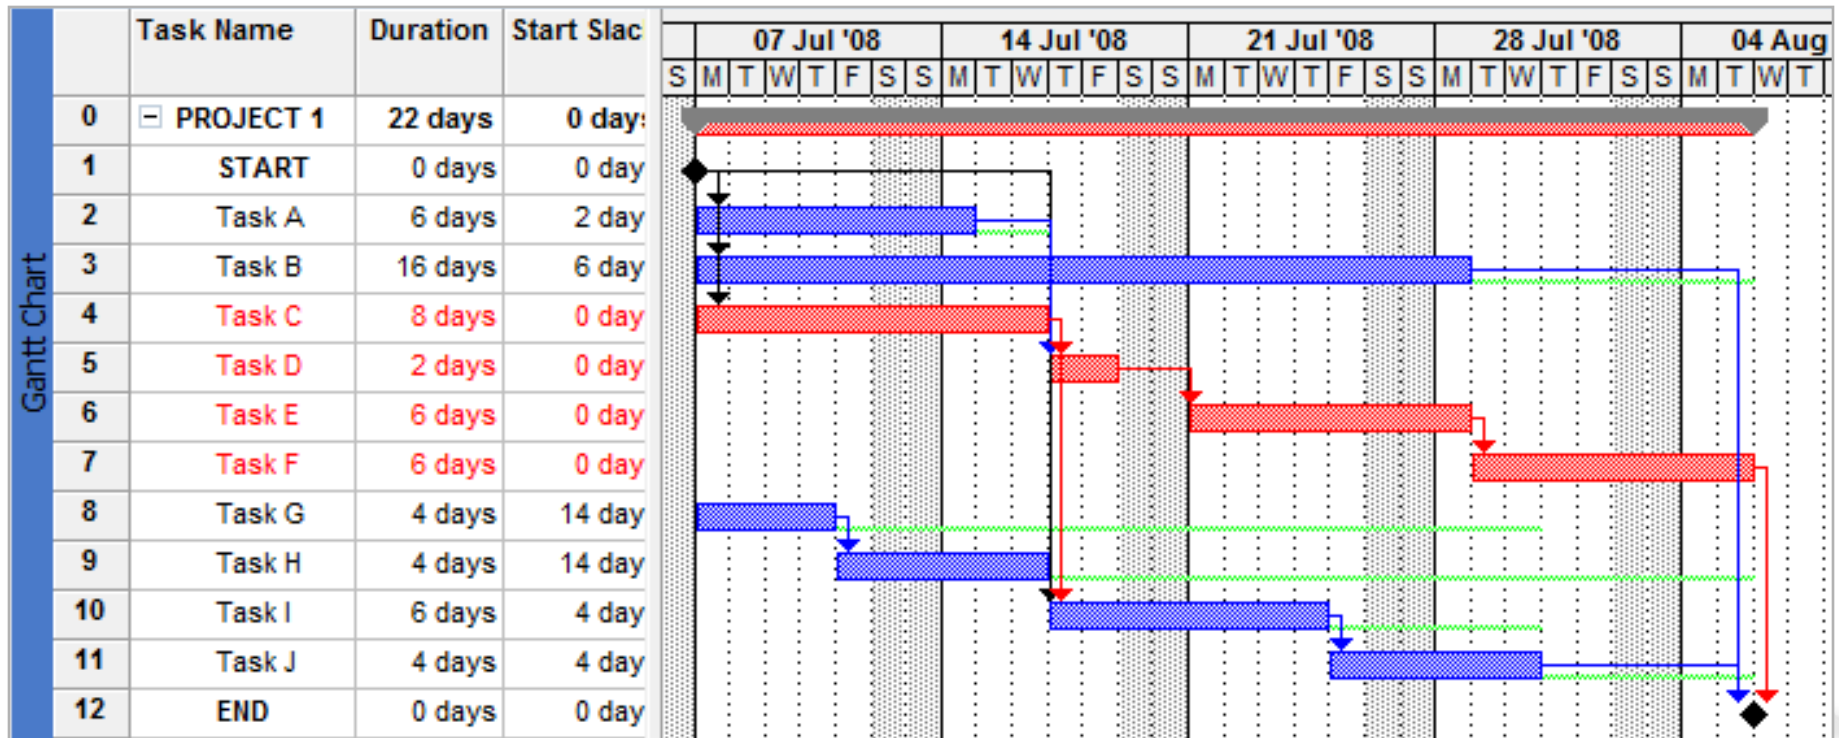 Gantt Chart
Task Name Duration Start Slac
07 Jul '08 14 Jul '08 21 Jul '08 28 Jul '08 04 Aug
S M T W T F S S M T W T F S S M T W T F S S M T W T F S S M T W T
0 PROJECT 1 22 days 0 days
1 START 0 days 0 day
2 Task A 6 days 2 day
3 Task B 16 days 6 day
4 Task C 8 days 0 day
5 Task D 2 days 0 day
6 Task E 6 days 0 day
7 Task F 6 days 0 day
8 Task G 4 days 14 day
9 Task H 4 days 14 day
10 Task I 6 days 4 day
11 Task J 4 days 4 day
12 END 0 days 0 day